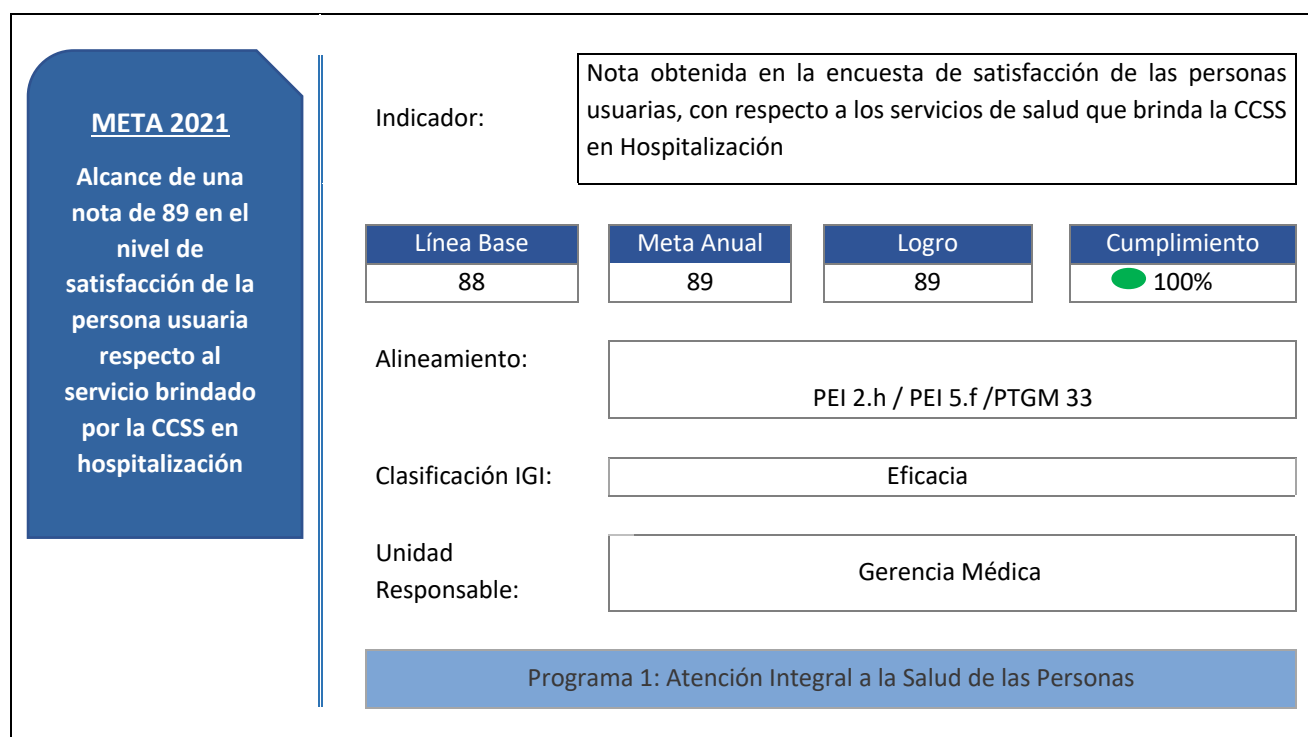 META 2021
Alcance de una
nota de 89 en el
nivel de
satisfacción de la
persona usuaria
respecto al
servicio brindado
por la CCSS en
hospitalización
Indicador:
Nota obtenida en la encuesta de satisfacción de las personas
usuarias, con respecto a los servicios de salud que brinda la CCSS
en Hospitalización
Línea Base Meta Anual Logro Cumplimiento
88 89 89 100%
Alineamiento:
PEI 2.h / PEI 5.f /PTGM 33
Clasificación IGI: Eficacia
Unidad
Responsable:
Gerencia Médica
Programa 1: Atención Integral a la Salud de las Personas